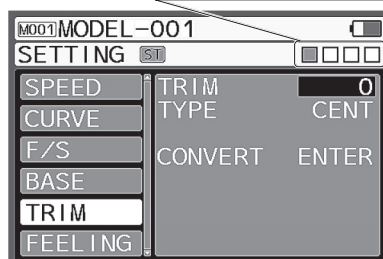 M001 MODEL-001
SETTING ST
SPEED
CURVE
F/S
BASE
TRIM
FEELING
TRIM 0
TYPE CENT
CONVERT ENTER